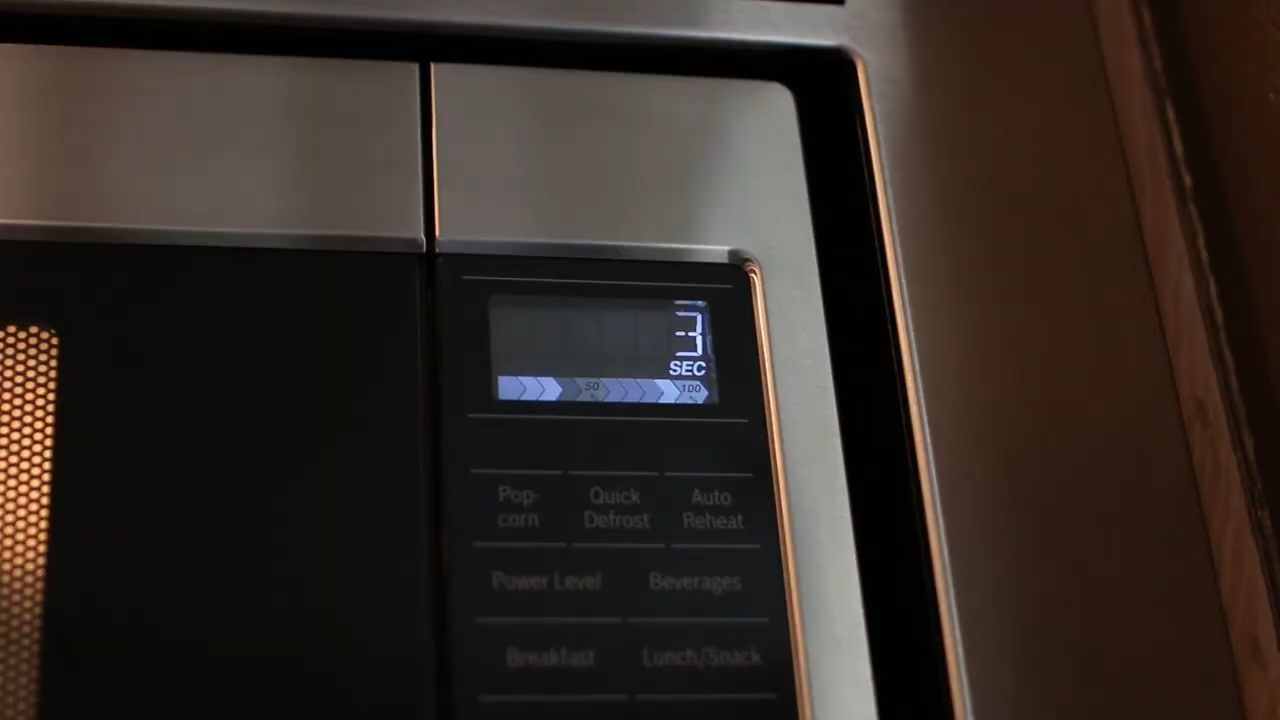 3
SEC
50 100
% %
Pop-
corn
Quick
Defrost
Auto
Reheat
Power Level
Beverages
Breakfast
Lunch/Snack